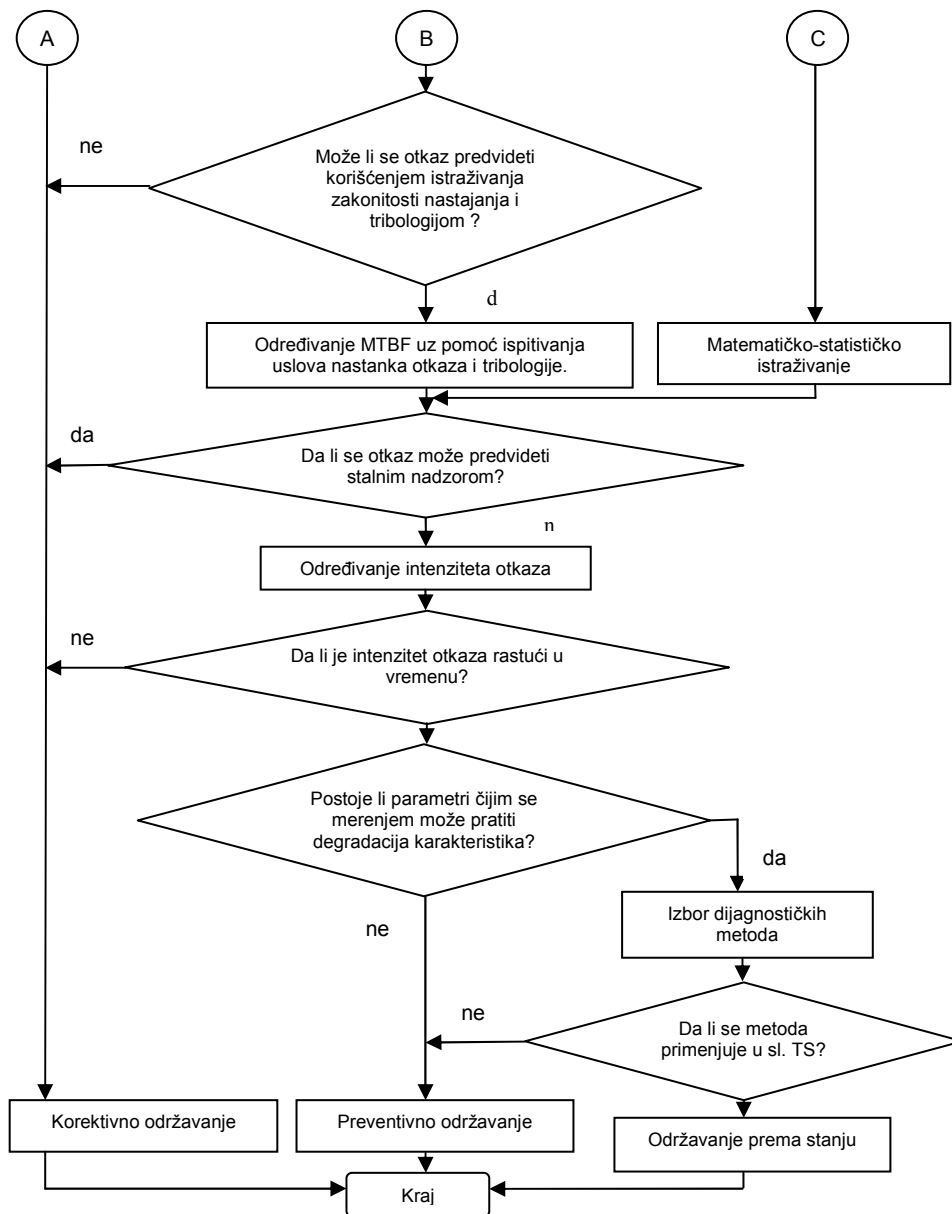 A
B
C
ne
Može li se otkaz predvideti
korišćenjem istraživanja
zakonitosti nastajanja i
tribologijom ?
d
Određivanje MTBF uz pomoć ispitivanja
uslova nastanka otkaza i tribologije.
Matematičko-statističko
istraživanje
da
Da li se otkaz može predvideti
stalnim nadzorom?
n
Određivanje intenziteta otkaza
ne
Da li je intenzitet otkaza rastući u
vremenu?
Postoje li parametri čijim se
merenjem može pratiti
degradacija karakteristika?
da
ne
Izbor dijagnostičkih
metoda
ne
Da li se metoda
primenjuje u sl. TS?
Korektivno održavanje
Preventivno održavanje
Održavanje prema stanju
Kraj